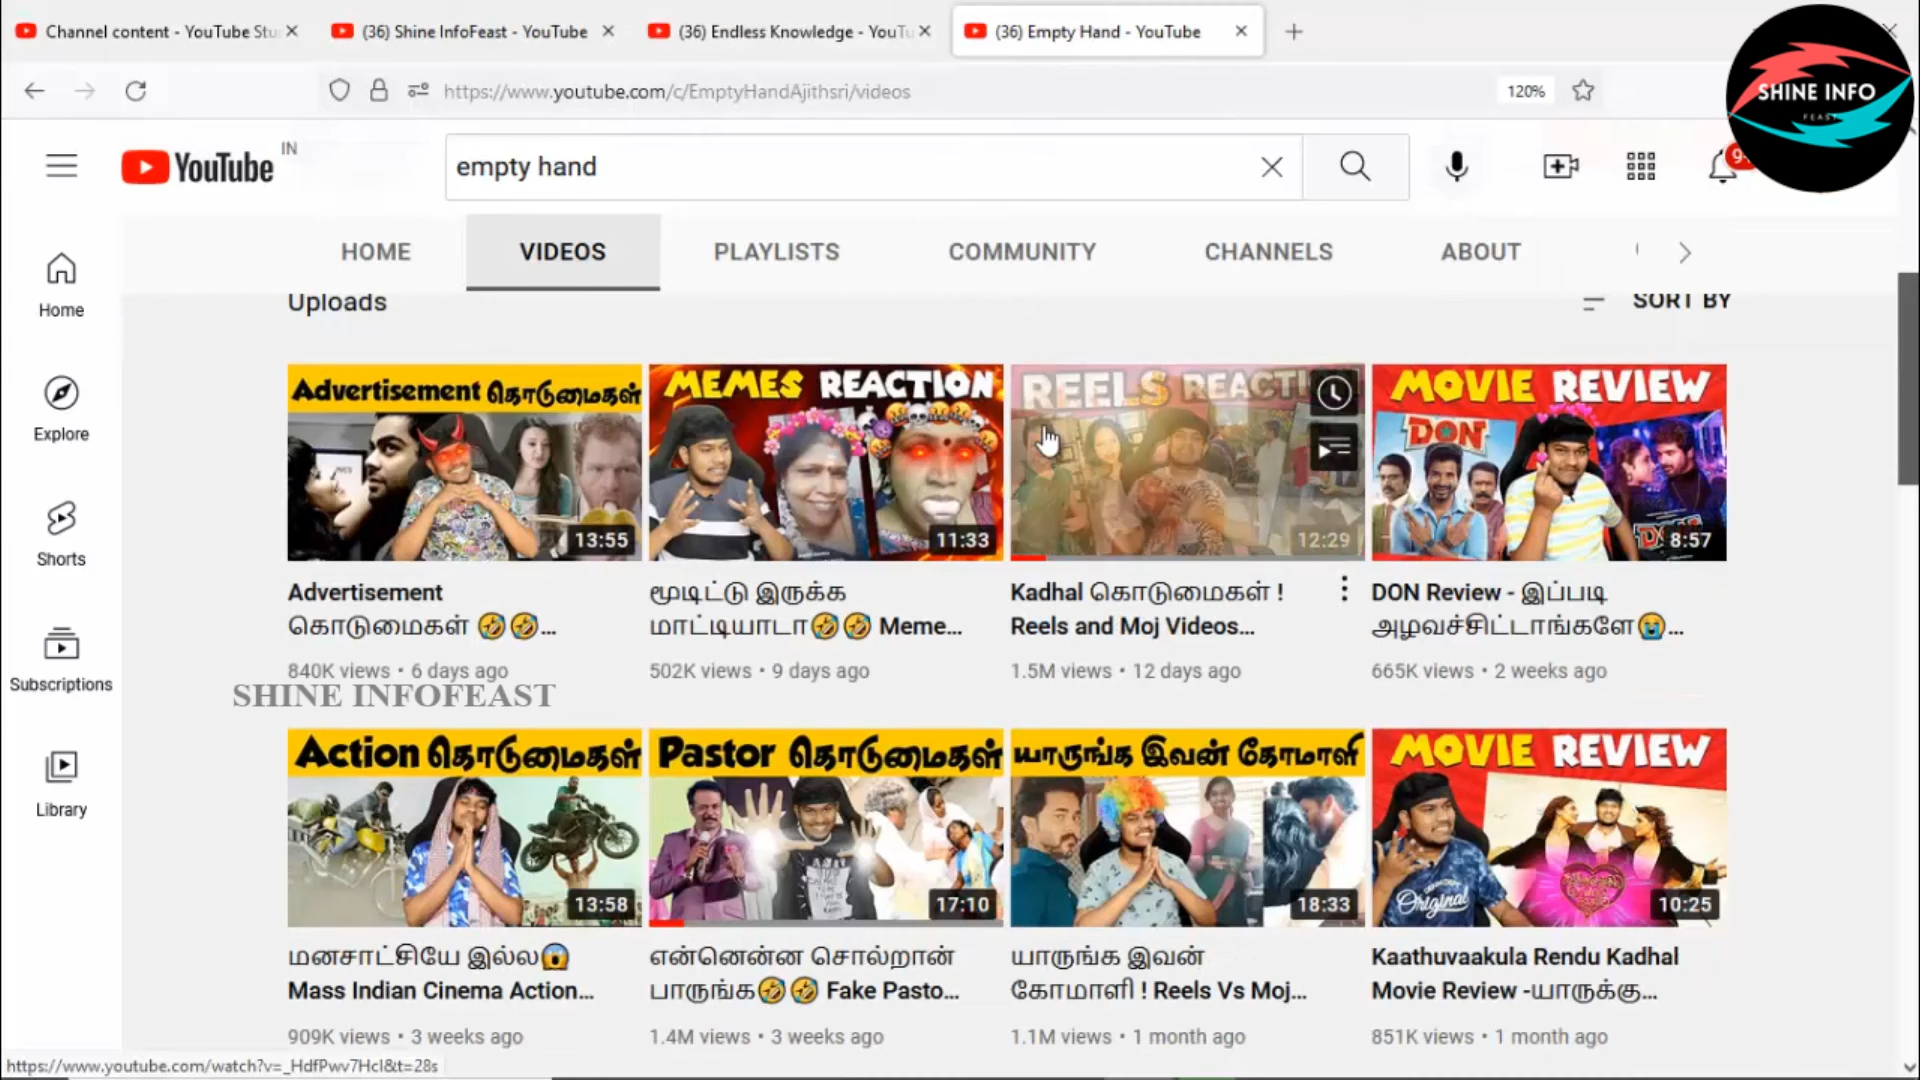 Channel content - YouTube Stu
(36) Shine InfoFeast - YouTube
(36) Endless Knowledge - YouTu
(36) Empty Hand - YouTube
https://www.youtube.com/c/EmptyHandAjithsri/videos
120%
SHINE INFO
FEAST
YouTube IN
empty hand
9+
HOME
VIDEOS
PLAYLISTS
COMMUNITY
CHANNELS
ABOUT
Home
Explore
Shorts
Subscriptions
Library
Uploads
SORT BY
Advertisement கொடுமைகள்
13:55
MEMES REACTION
11:33
REELS REACTI
12:29
MOVIE REVIEW
DON
DON
8:57
Advertisement
கொடுமைகள் 🤣🤣...
840K views • 6 days ago
மூடிட்டு இருக்க
மாட்டியாடா🤣🤣 Meme...
502K views • 9 days ago
Kadhal கொடுமைகள் !
Reels and Moj Videos...
1.5M views • 12 days ago
DON Review - இப்படி
அழவச்சிட்டாங்களே😭...
665K views • 2 weeks ago
SHINE INFOFEAST
Action கொடுமைகள்
13:58
Pastor கொடுமைகள்
17:10
யாருங்க இவன் கோமாளி
18:33
MOVIE REVIEW
Original
10:25
மனசாட்சியே இல்ல😱
Mass Indian Cinema Action...
909K views • 3 weeks ago
என்னென்ன சொல்றான்
பாருங்க🤣🤣 Fake Pasto...
1.4M views • 3 weeks ago
யாருங்க இவன்
கோமாளி ! Reels Vs Moj...
1.1M views • 1 month ago
Kaathuvaakula Rendu Kadhal
Movie Review -யாருக்கு...
851K views • 1 month ago
https://www.youtube.com/watch?v=_HdfPwv7HcI&t=28s